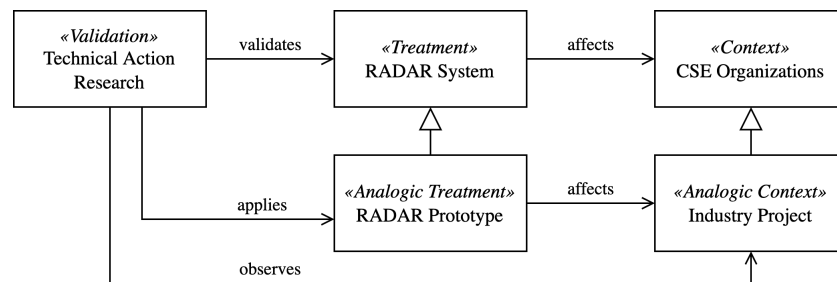 «Validation»
Technical Action
Research
validates
«Treatment»
RADAR System
affects
«Context»
CSE Organizations
applies
«Analogic Treatment»
RADAR Prototype
affects
«Analogic Context»
Industry Project
observes